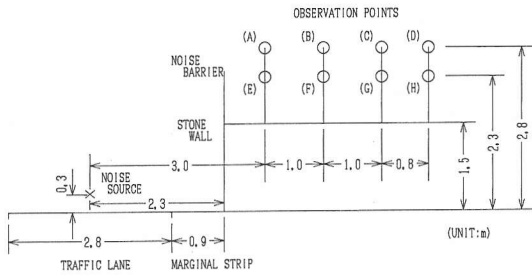 OBSERVATION POINTS
(A) (B) (C) (D)
NOISE
BARRIER
(E) (F) (G) (H)
STONE
WALL
3.0 1.0 1.0 0.8
0.3
NOISE
SOURCE
2.3
1.5
2.3
2.8
2.8 0.9
(UNIT:m)
TRAFFIC LANE MARGINAL STRIP